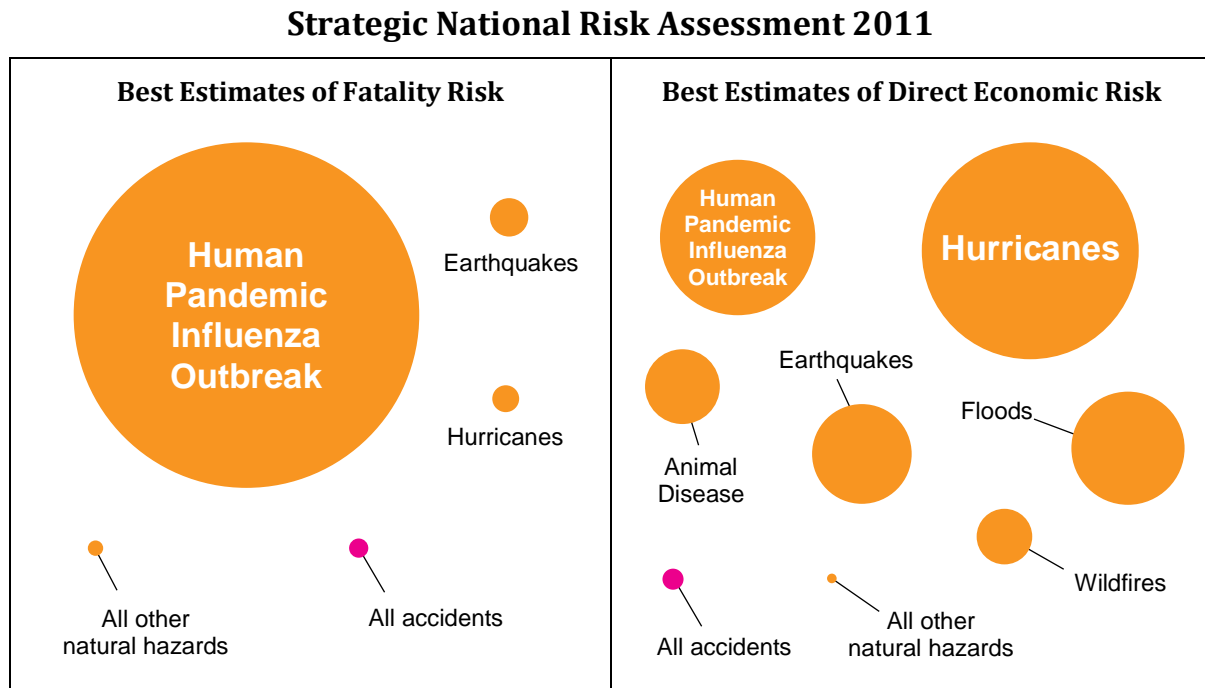 Strategic National Risk Assessment 2011
Best Estimates of Fatality Risk
Human
Pandemic
Influenza
Outbreak
Earthquakes
Hurricanes
All other
natural hazards
All accidents
Best Estimates of Direct Economic Risk
Human
Pandemic
Influenza
Outbreak
Hurricanes
Earthquakes
Floods
Animal
Disease
Wildfires
All accidents
All other
natural hazards